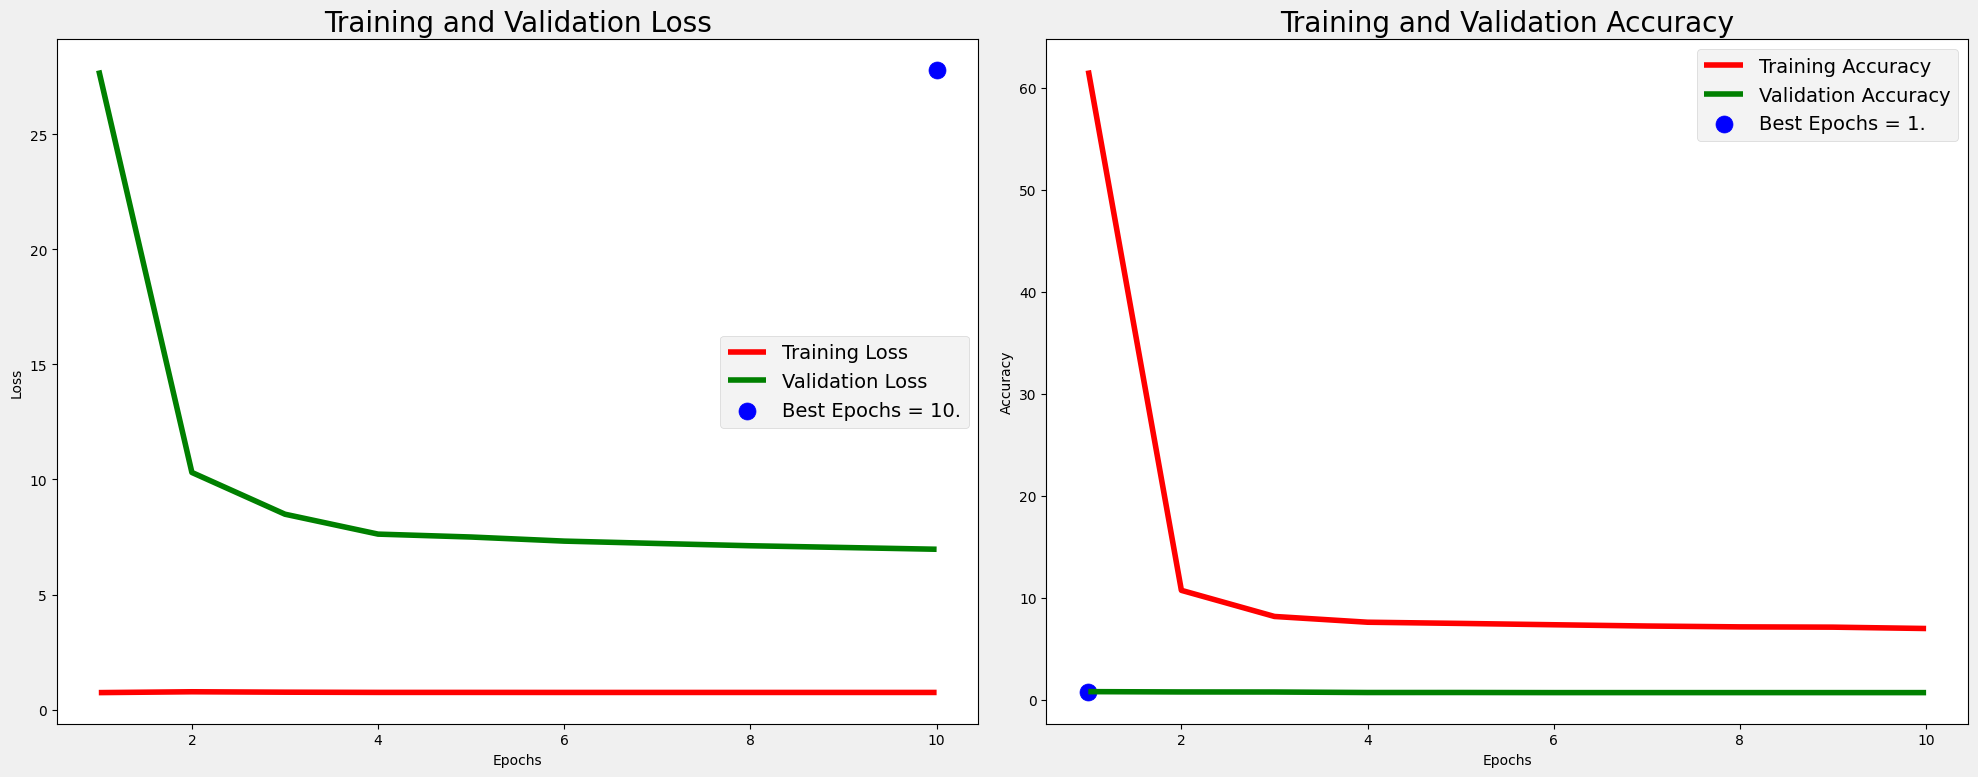 Training and Validation Loss
25
20
15
10
5
0
Loss
2
4
6
8
10
Epochs
Training Loss
Validation Loss
Best Epochs = 10.
Training and Validation Accuracy
60
50
40
30
20
10
0
Accuracy
2
4
6
8
10
Epochs
Training Accuracy
Validation Accuracy
Best Epochs = 1.